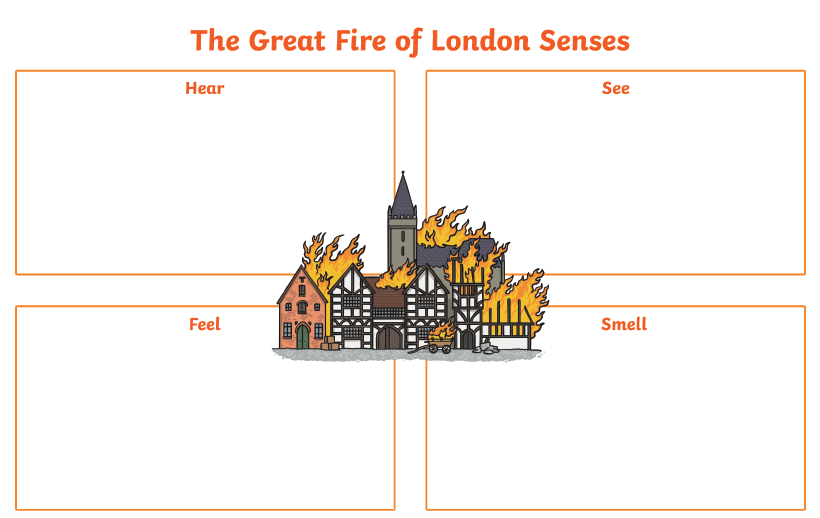 The Great Fire of London Senses
Hear
See
Feel
Smell